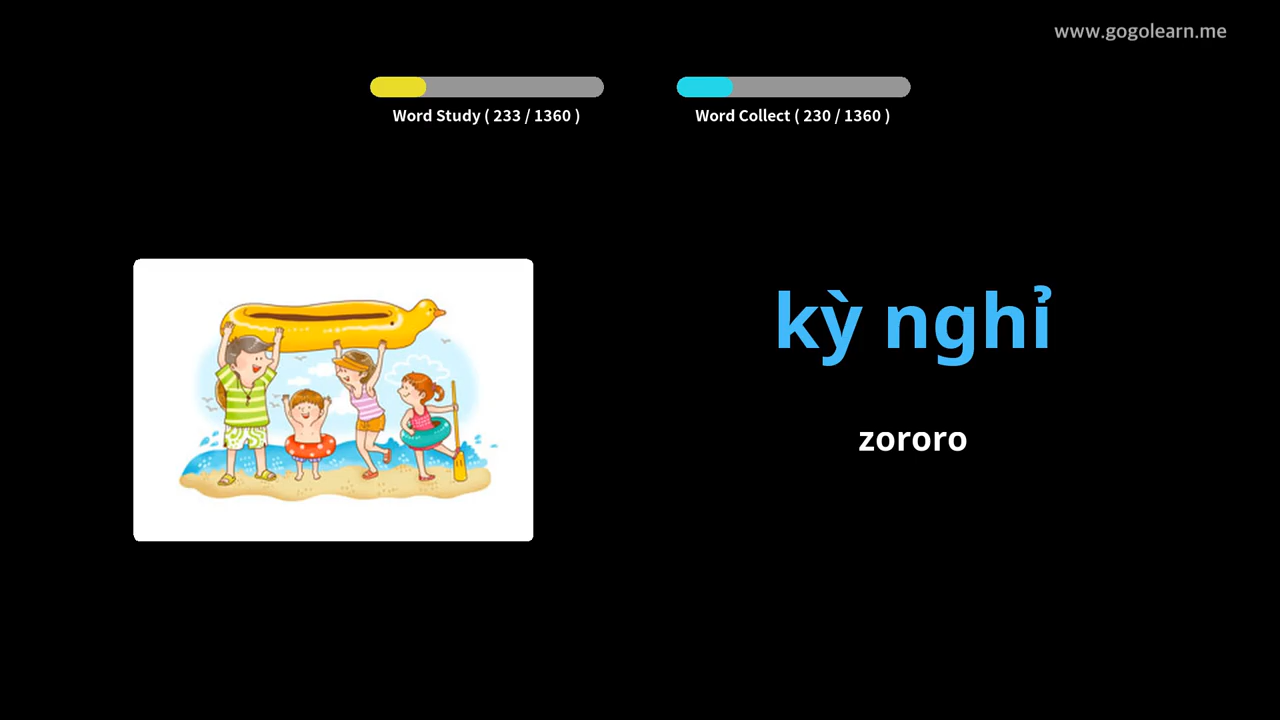 www.gogolearn.me
Word Study ( 233 / 1360 )
Word Collect ( 230 / 1360 )
kỳ nghỉ
zororo